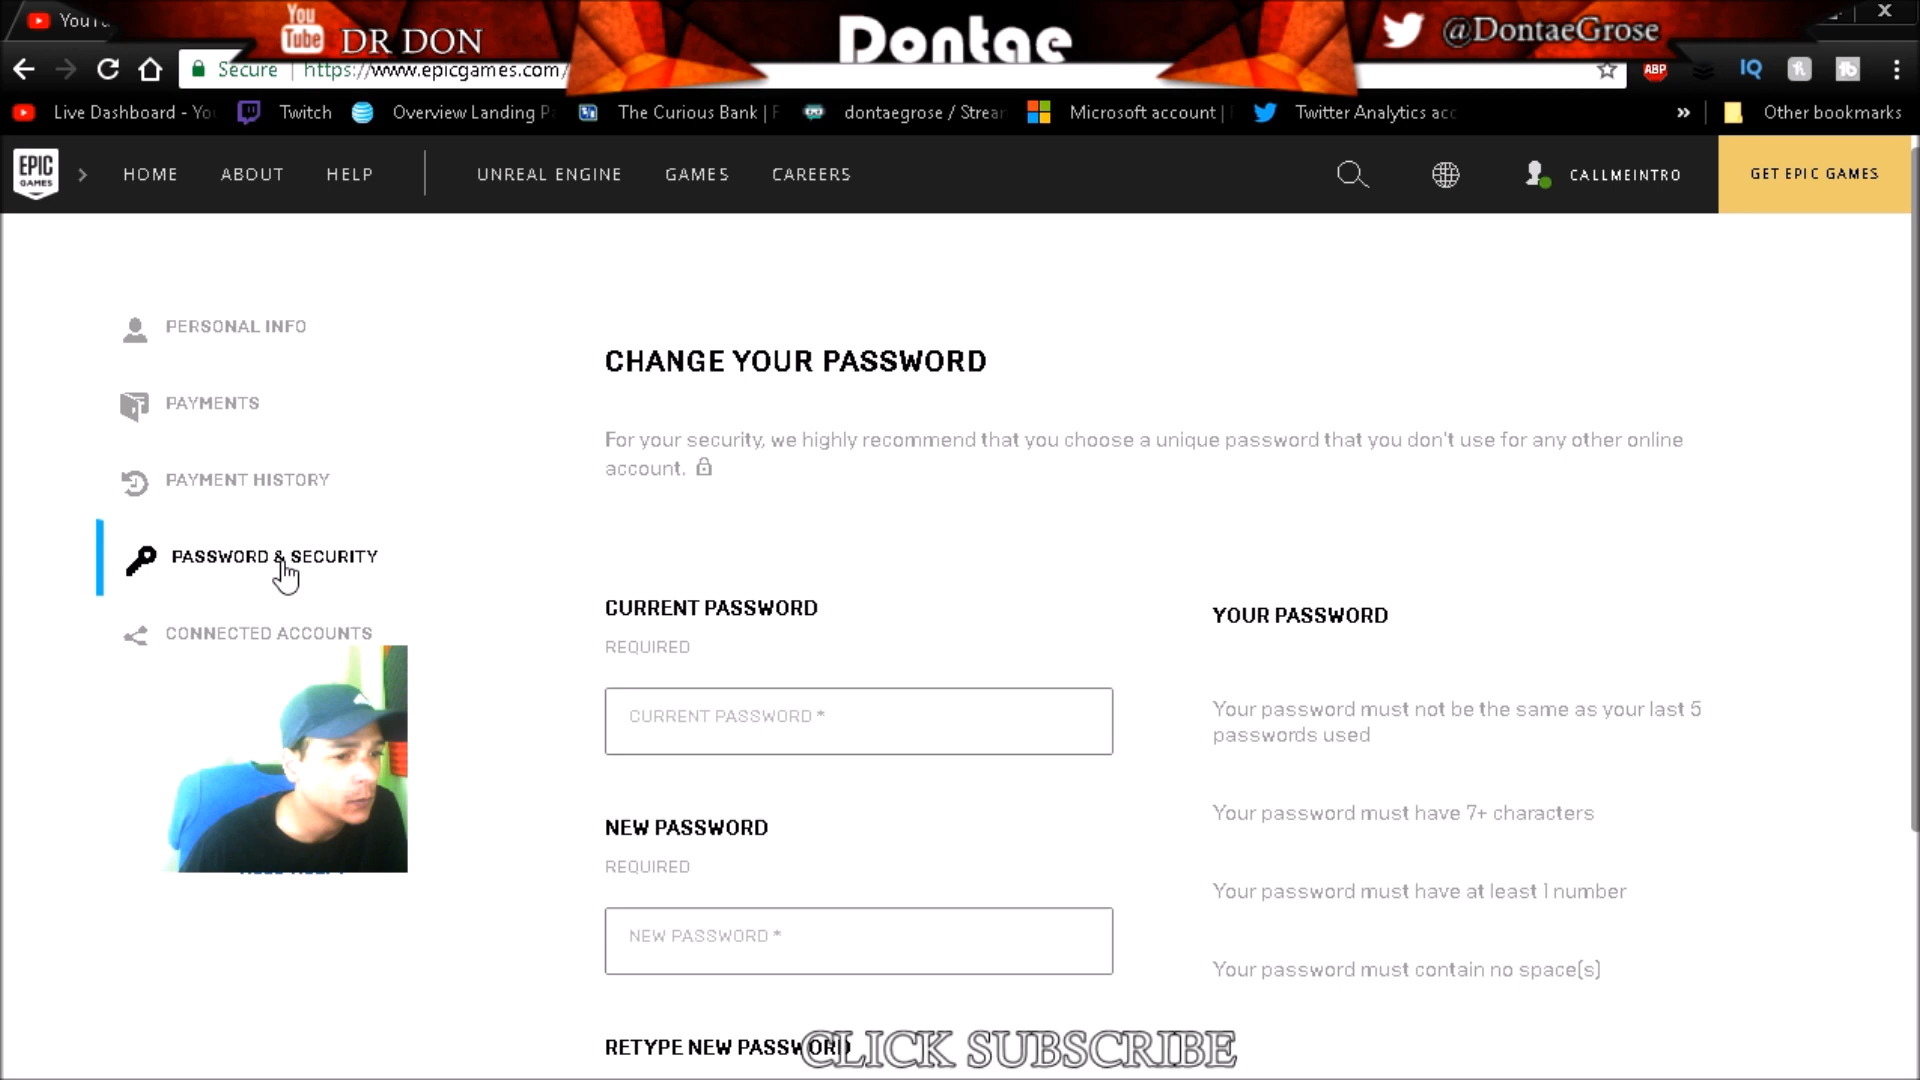 YouTu
You
Tube DR DON
Dontae
@DontaeGrose
Secure | https://www.epicgames.com/
ABP
IQ
Live Dashboard - Yo
Twitch
Overview Landing P
The Curious Bank |
dontaegrose / Strea
Microsoft account |
Twitter Analytics acc
» Other bookmarks
EPIC
GAMES
HOME ABOUT HELP UNREAL ENGINE GAMES CAREERS
CALLMEINTRO
GET EPIC GAMES
PERSONAL INFO
PAYMENTS
PAYMENT HISTORY
PASSWORD & SECURITY
CONNECTED ACCOUNTS
CHANGE YOUR PASSWORD
For your security, we highly recommend that you choose a unique password that you don't use for any other online
account.
CURRENT PASSWORD
REQUIRED
CURRENT PASSWORD *
NEW PASSWORD
REQUIRED
NEW PASSWORD *
RETYPE NEW PASSWORD
YOUR PASSWORD
Your password must not be the same as your last 5
passwords used
Your password must have 7+ characters
Your password must have at least 1 number
Your password must contain no space(s)
CLICK SUBSCRIBE